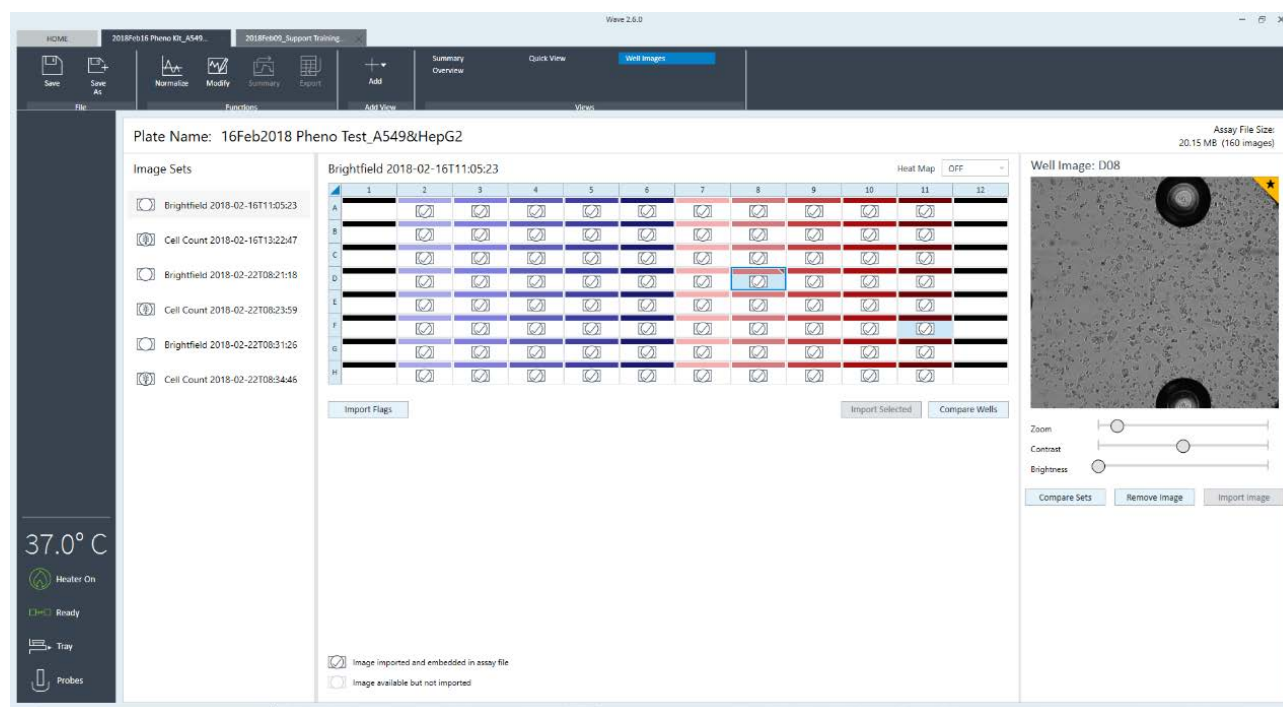 Wave 2.6.0
HOME
2018Feb16 Pheno Kit_A549...
2018Feb09_Support Training...
Save
Save As
File
Normalize
Modify
Summary
Export
Functions
Add
Add View
Summary
Overview
Quick View
Well Images
Views
Plate Name: 16Feb2018 Pheno Test_A549&HepG2
Assay File Size:
20.15 MB (160 images)
Image Sets
Brightfield 2018-02-16T11:05:23
Cell Count 2018-02-16T13:22:47
Brightfield 2018-02-22T08:21:18
Cell Count 2018-02-22T08:23:59
Brightfield 2018-02-22T08:31:26
Cell Count 2018-02-22T08:34:46
Brightfield 2018-02-16T11:05:23
Heat Map OFF
1 2 3 4 5 6 7 8 9 10 11 12
A
B
C
D
E
F
G
H
Import Flags
Import Selected
Compare Wells
Image imported and embedded in assay file
Image available but not imported
Well Image: D08
Zoom
Contrast
Brightness
Compare Sets
Remove Image
Import Image
37.0° C
Heater On
Ready
Tray
Probes